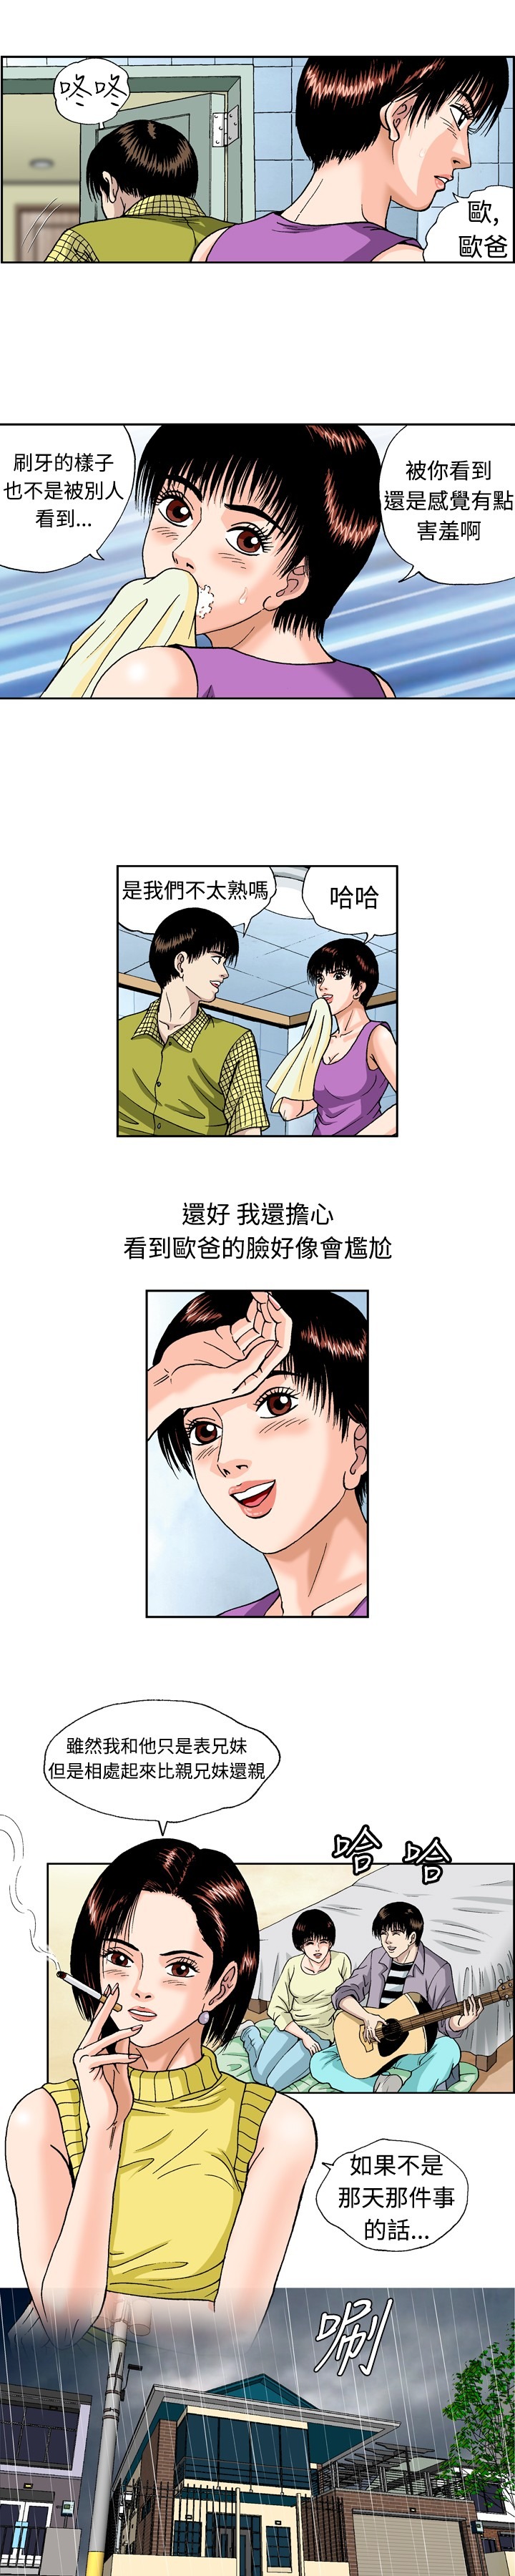 咚咚
歐,
歐爸
刷牙的樣子
也不是被別人
看到...
被你看到
還是感覺有點
害羞啊
是我們不太熟嗎
哈哈
還好 我還擔心
看到歐爸的臉好像會尷尬
雖然我和他只是表兄妹
但是相處起來比親兄妹還親
哈 哈
如果不是
那天那件事
的話...
唰